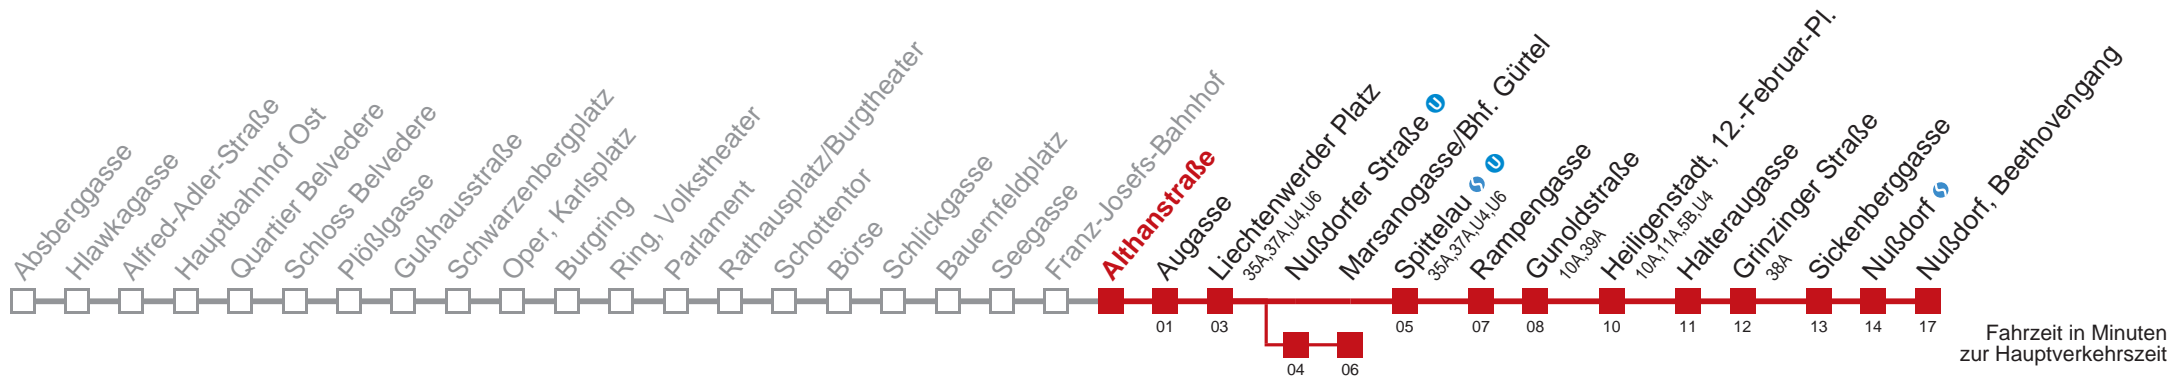 Absberggasse
Hlawkagasse
Alfred-Adler-Straße
Hauptbahnhof Ost
Quartier Belvedere
Schloss Belvedere
Plößlgasse
Gußhausstraße
Schwarzenbergplatz
Oper, Karlsplatz
Burgring
Ring, Volkstheater
Parlament
Rathausplatz/Burgtheater
Schottentor
Börse
Schlickgasse
Bauernfeldplatz
Seegasse
Franz-Josefs-Bahnhof
Althanstraße
Augasse
Liechtenwerder Platz
35A,37A,U4,U6
Nußdorfer Straße U
Marsanogasse/Bhf. Gürtel
Spittelau S U
35A,37A,U4,U6
Rampengasse
Gunoldstraße
10A,39A
Heiligenstadt, 12.-Februar-Pl.
10A,11A,5B,U4
Halteraugasse
Grinzinger Straße
38A
Sickenberggasse
Nußdorf S
Nußdorf, Beethovengang
01
03
05
07
08
10
11
12
13
14
17
04
06
Fahrzeit in Minuten
zur Hauptverkehrszeit